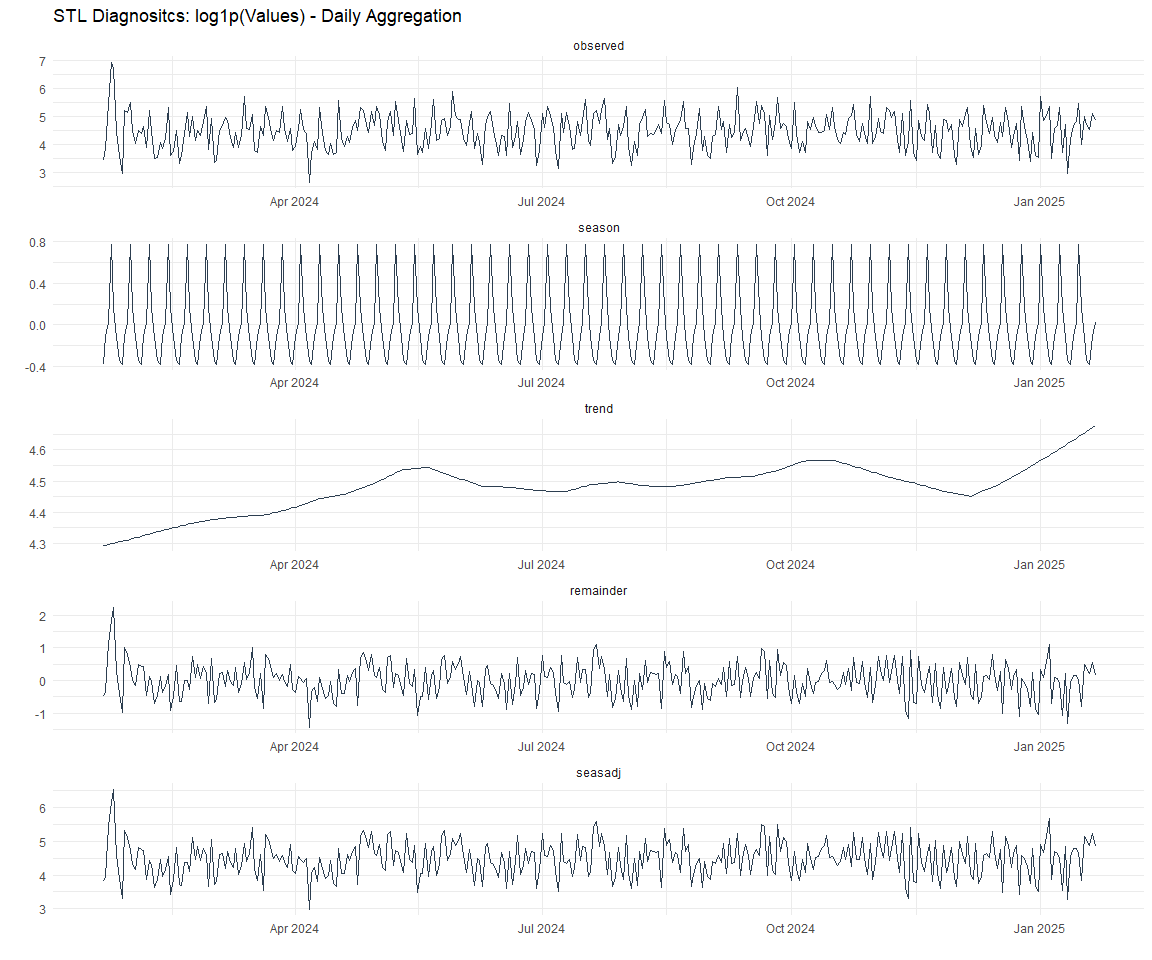 STL Diagnositcs: log1p(Values) - Daily Aggregation
observed
7
6
5
4
3
Apr 2024 Jul 2024 Oct 2024 Jan 2025
season
0.8
0.4
0.0
-0.4
Apr 2024 Jul 2024 Oct 2024 Jan 2025
trend
4.6
4.5
4.4
4.3
Apr 2024 Jul 2024 Oct 2024 Jan 2025
remainder
2
1
0
-1
Apr 2024 Jul 2024 Oct 2024 Jan 2025
seasadj
6
5
4
3
Apr 2024 Jul 2024 Oct 2024 Jan 2025